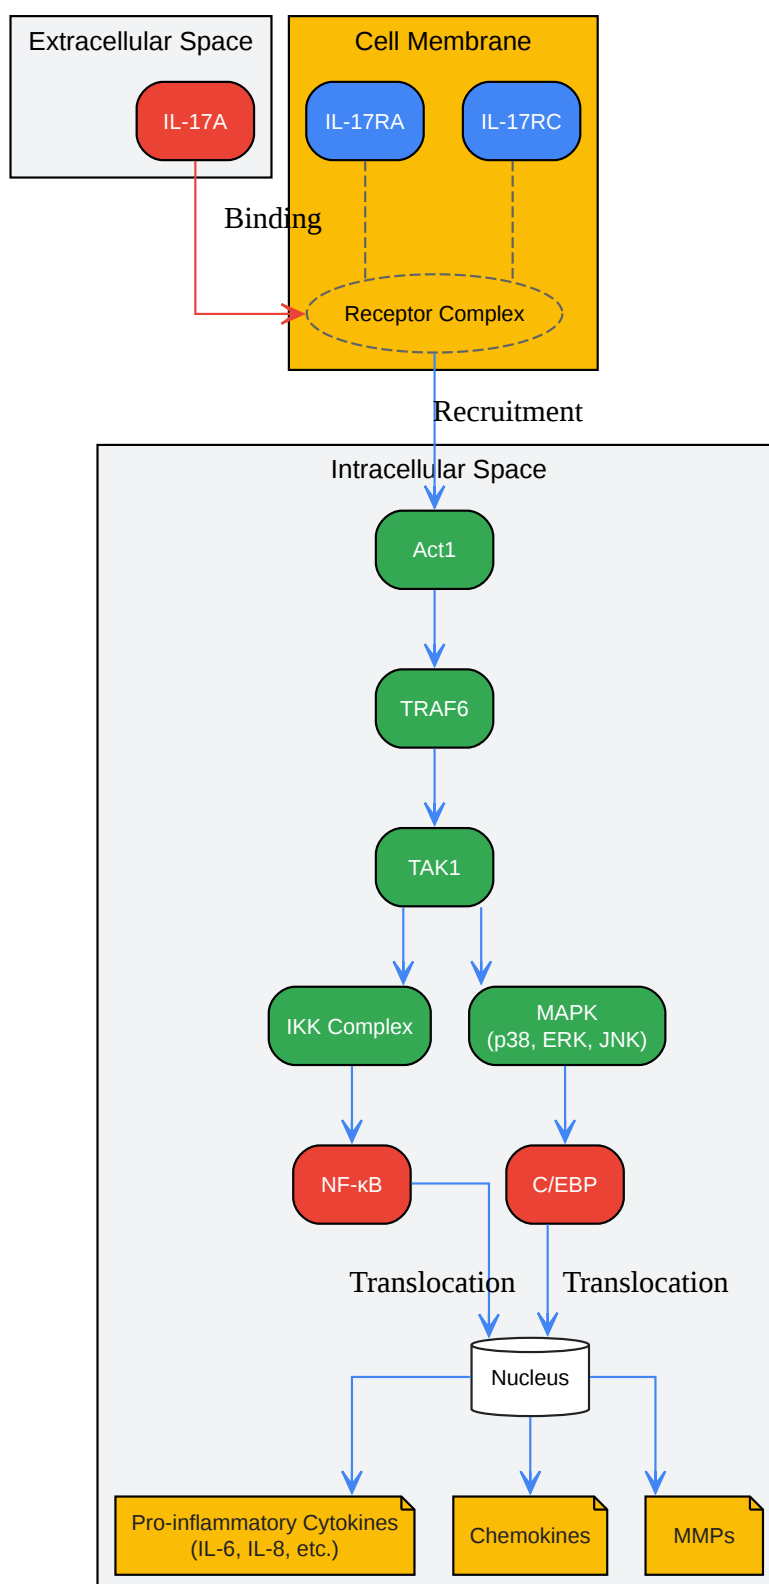 Extracellular Space
Cell Membrane
IL-17A
IL-17RA
IL-17RC
Binding
Receptor Complex
Recruitment
Intracellular Space
Act1
TRAF6
TAK1
IKK Complex
MAPK
(p38, ERK, JNK)
NF-κB
C/EBP
Translocation
Translocation
Nucleus
Pro-inflammatory Cytokines
(IL-6, IL-8, etc.)
Chemokines
MMPs